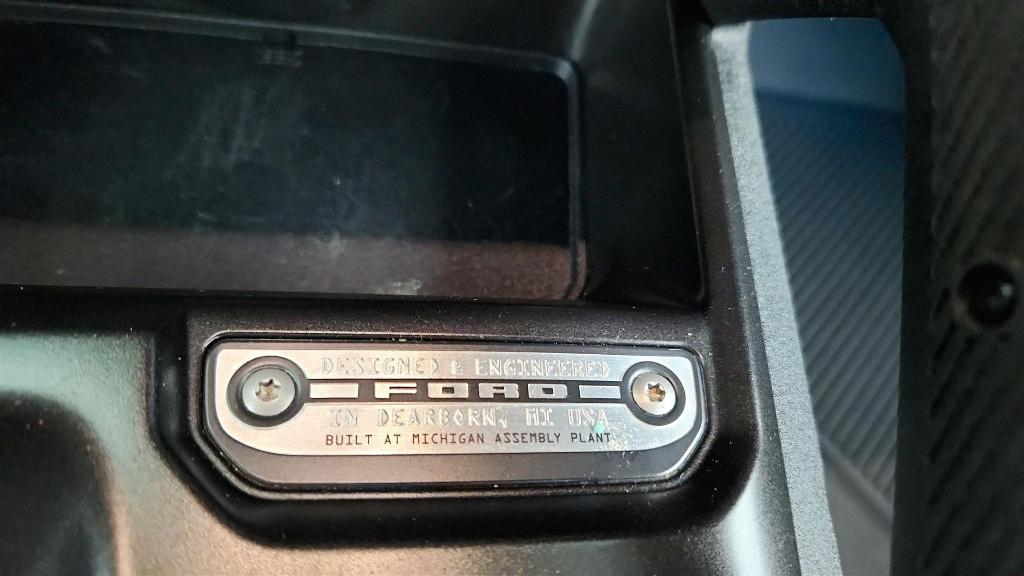 DESIGNED & ENGINEERED
FORD
IN DEARBORN, MI USA
BUILT AT MICHIGAN ASSEMBLY PLANT